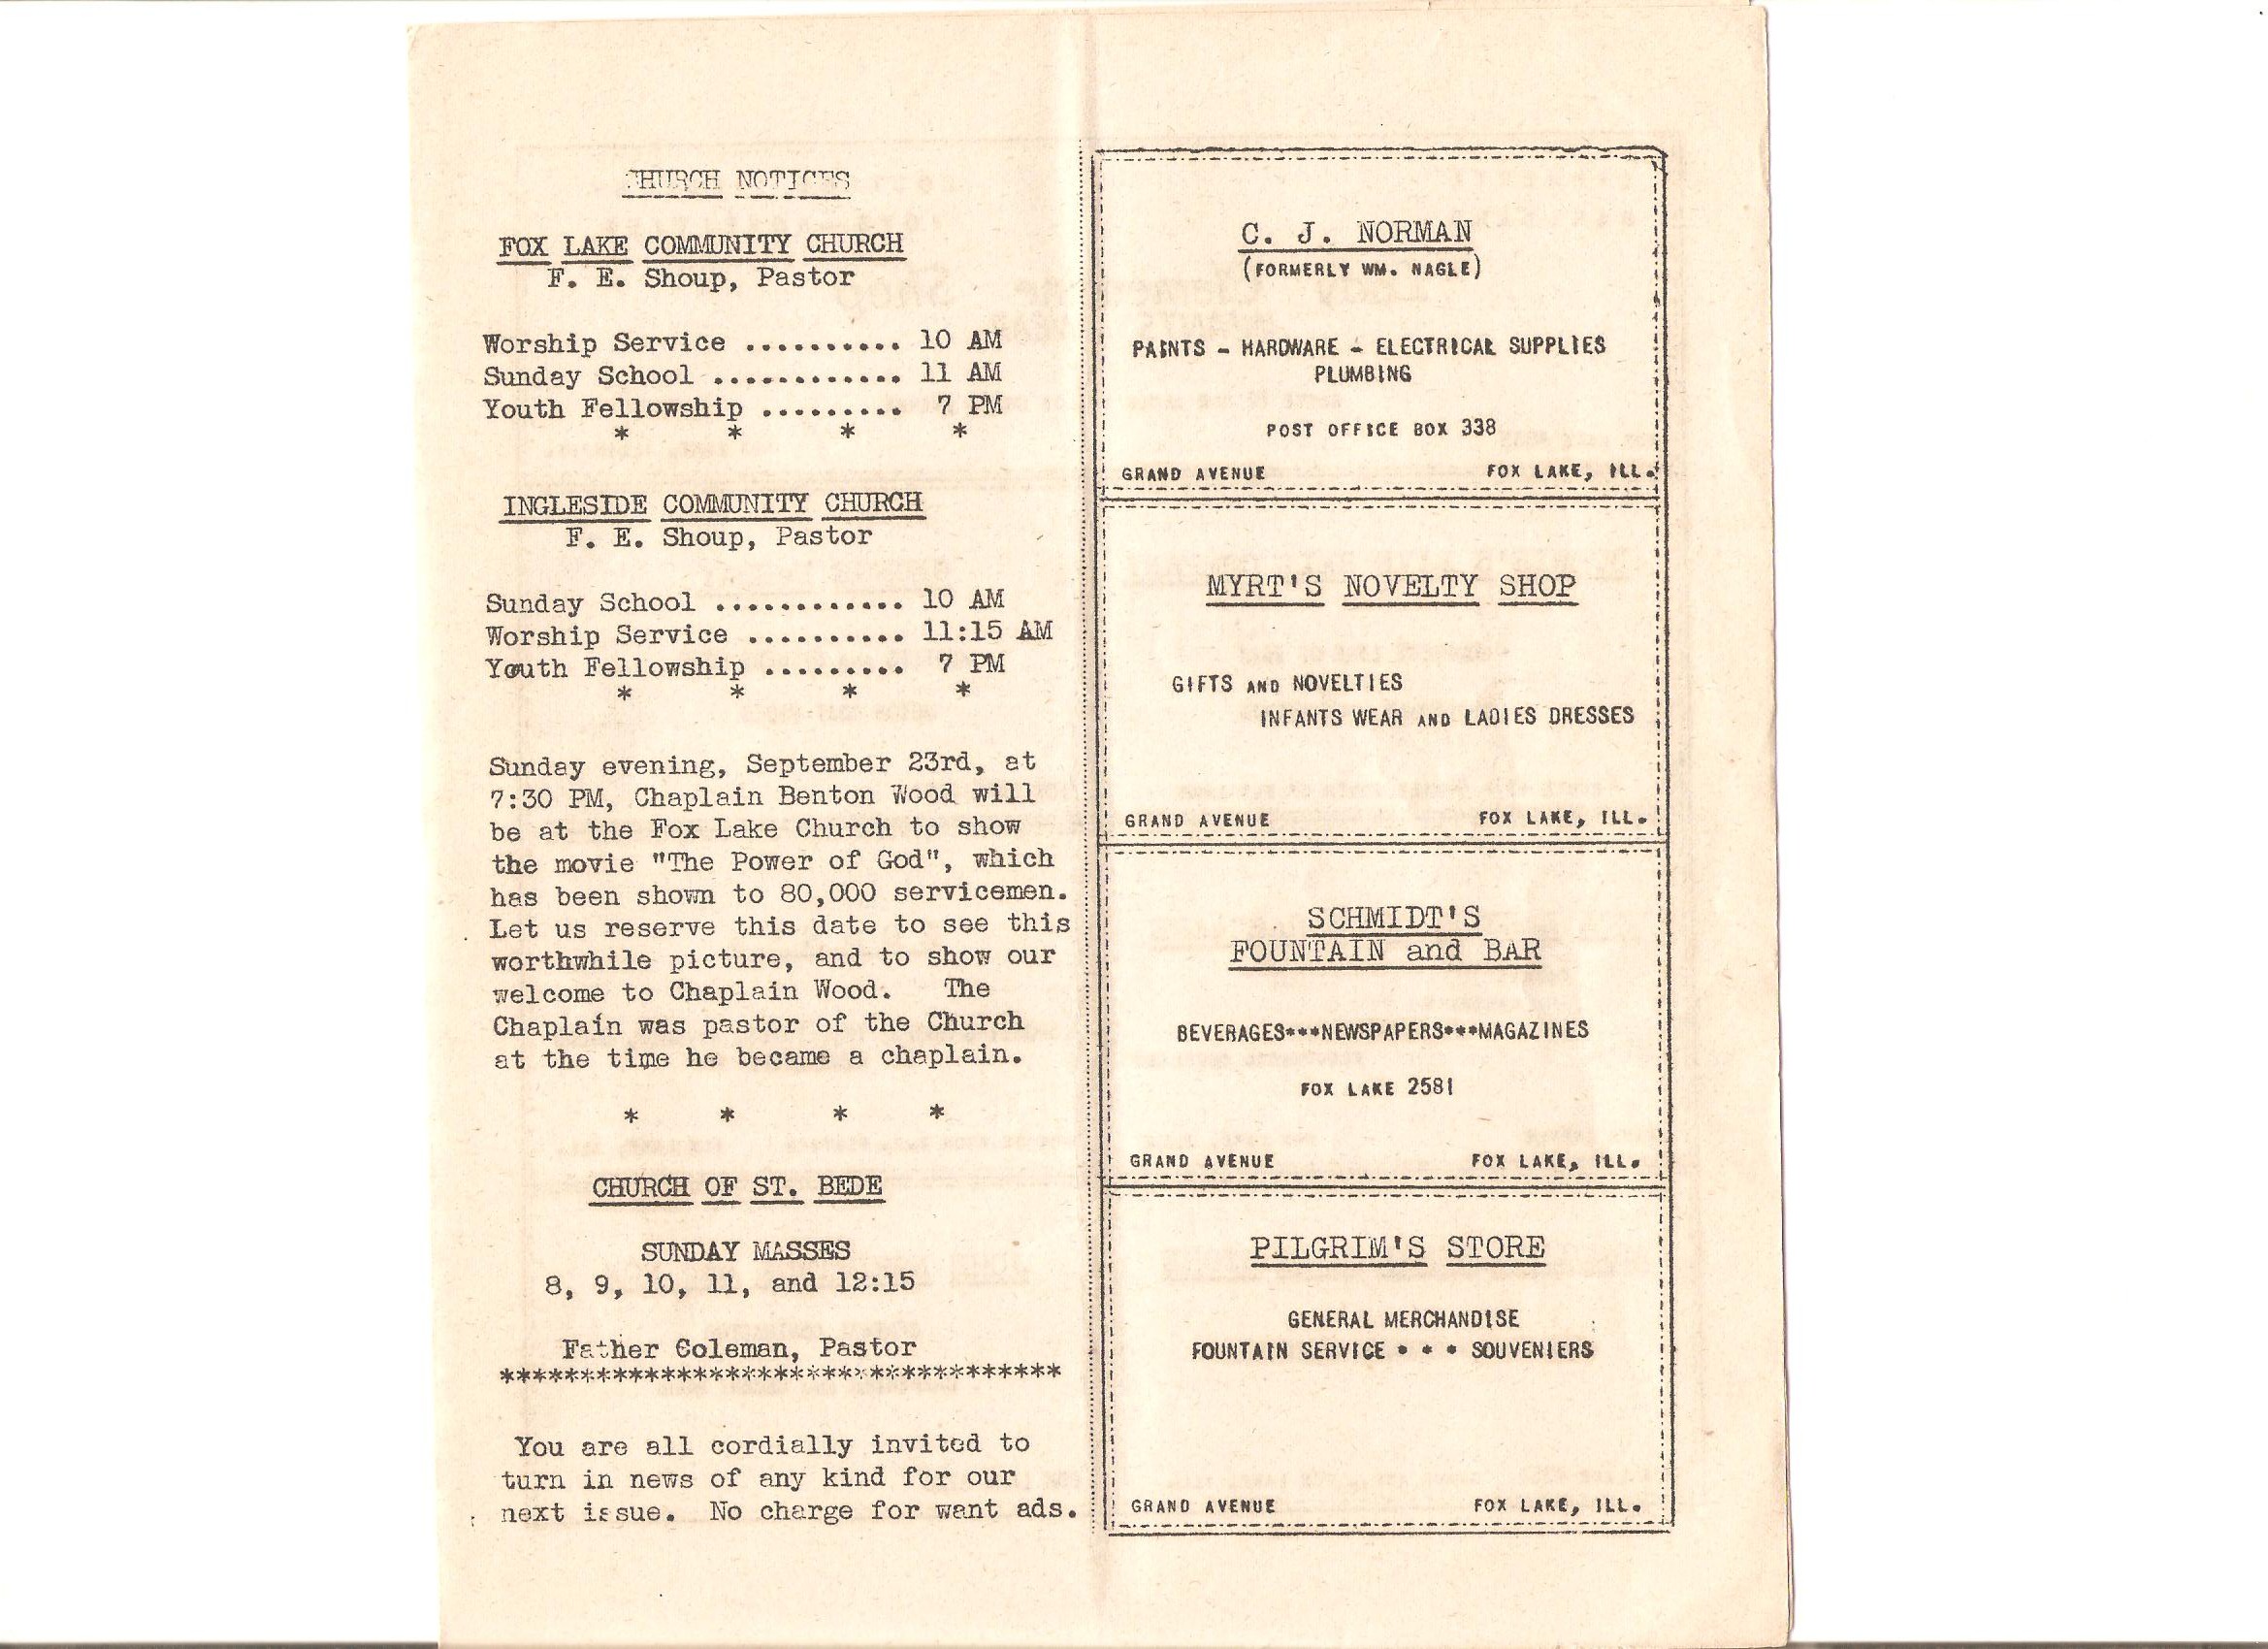 CHURCH NOTICES
FOX LAKE COMMUNITY CHURCH
F. E. Shoup, Pastor
Worship Service .......... 10 AM
Sunday School ............ 11 AM
Youth Fellowship ......... 7 PM
* * * *
INGLESIDE COMMUNITY CHURCH
F. E. Shoup, Pastor
Sunday School ............ 10 AM
Worship Service .......... 11:15 AM
Youth Fellowship ......... 7 PM
* * * *
Sunday evening, September 23rd, at
7:30 PM, Chaplain Benton Wood will
be at the Fox Lake Church to show
the movie "The Power of God", which
has been shown to 80,000 servicemen.
Let us reserve this date to see this
worthwhile picture, and to show our
welcome to Chaplain Wood. The
Chaplain was pastor of the Church
at the time he became a chaplain.
* * * *
CHURCH OF ST. BEDE
SUNDAY MASSES
8, 9, 10, 11, and 12:15
Father Coleman, Pastor
***********************************
You are all cordially invited to
turn in news of any kind for our
next issue. No charge for want ads.
C. J. NORMAN
(FORMERLY WM. NAGLE)
PAINTS - HARDWARE - ELECTRICAL SUPPLIES
PLUMBING
POST OFFICE BOX 338
GRAND AVENUE FOX LAKE, ILL.
MYRT'S NOVELTY SHOP
GIFTS AND NOVELTIES
INFANTS WEAR AND LADIES DRESSES
GRAND AVENUE FOX LAKE, ILL.
SCHMIDT'S
FOUNTAIN and BAR
BEVERAGES***NEWSPAPERS***MAGAZINES
FOX LAKE 2581
GRAND AVENUE FOX LAKE, ILL.
PILGRIM'S STORE
GENERAL MERCHANDISE
FOUNTAIN SERVICE * * * SOUVENIERS
GRAND AVENUE FOX LAKE, ILL.